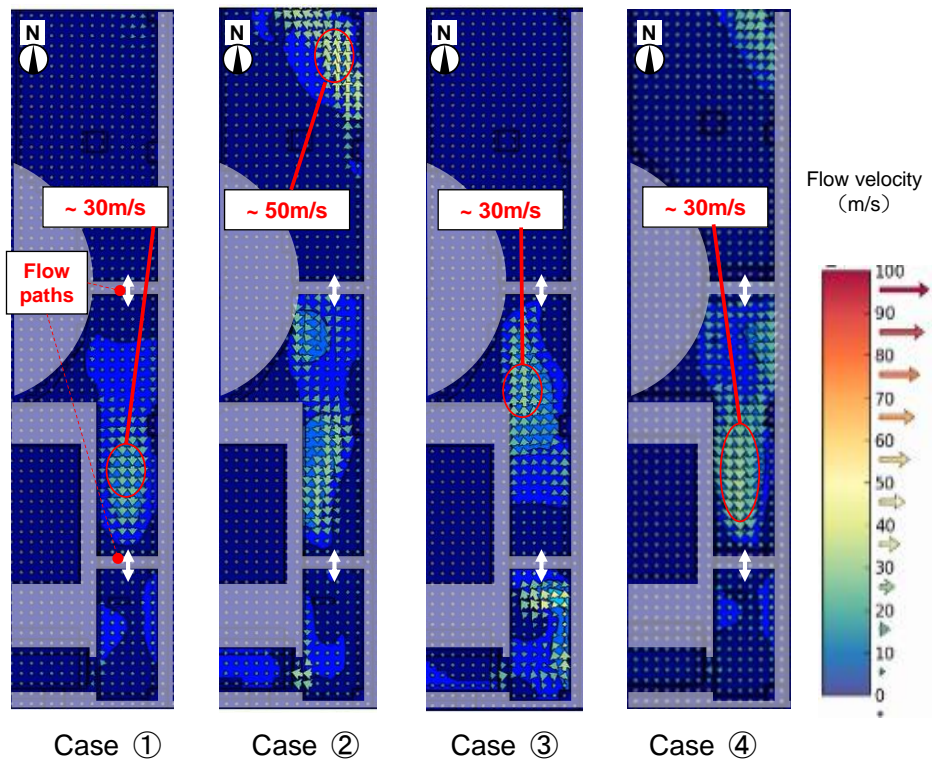 N
N
N
N
~ 30m/s
~ 50m/s
~ 30m/s
~ 30m/s
Flow
paths
Flow velocity
（m/s）
100
90
80
70
60
50
40
30
20
10
0
Case ①
Case ②
Case ③
Case ④